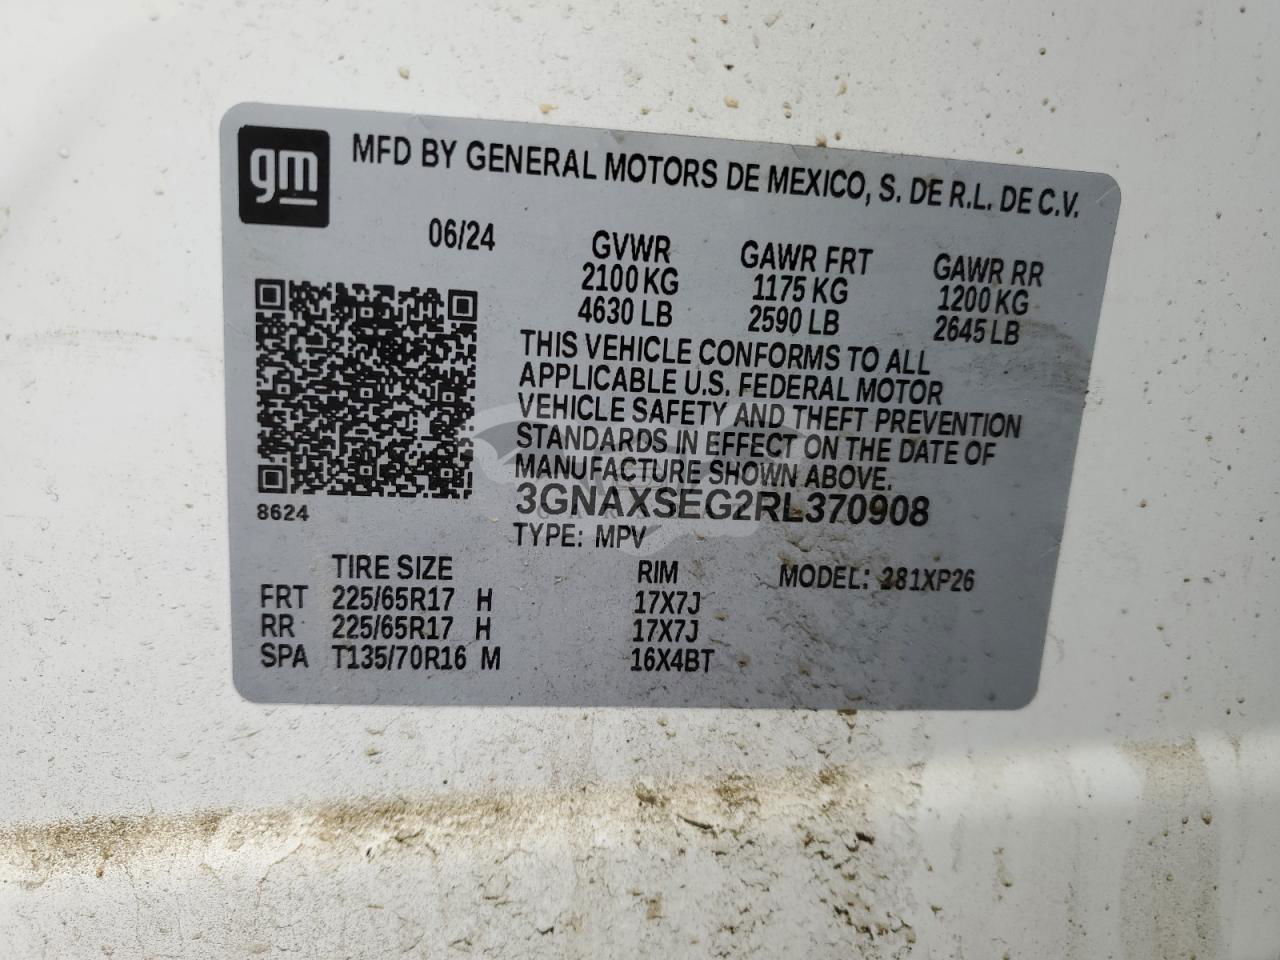 gm
MFD BY GENERAL MOTORS DE MEXICO, S. DE R.L. DE C.V.
06/24
GVWR GAWR FRT GAWR RR
2100 KG 1175 KG 1200 KG
4630 LB 2590 LB 2645 LB
THIS VEHICLE CONFORMS TO ALL
APPLICABLE U.S. FEDERAL MOTOR
VEHICLE SAFETY AND THEFT PREVENTION
STANDARDS IN EFFECT ON THE DATE OF
MANUFACTURE SHOWN ABOVE.
3GNAXSEG2RL370908
8624
TYPE: MPV
TIRE SIZE RIM MODEL: 281XP26
FRT 225/65R17 H 17X7J
RR 225/65R17 H 17X7J
SPA T135/70R16 M 16X4BT